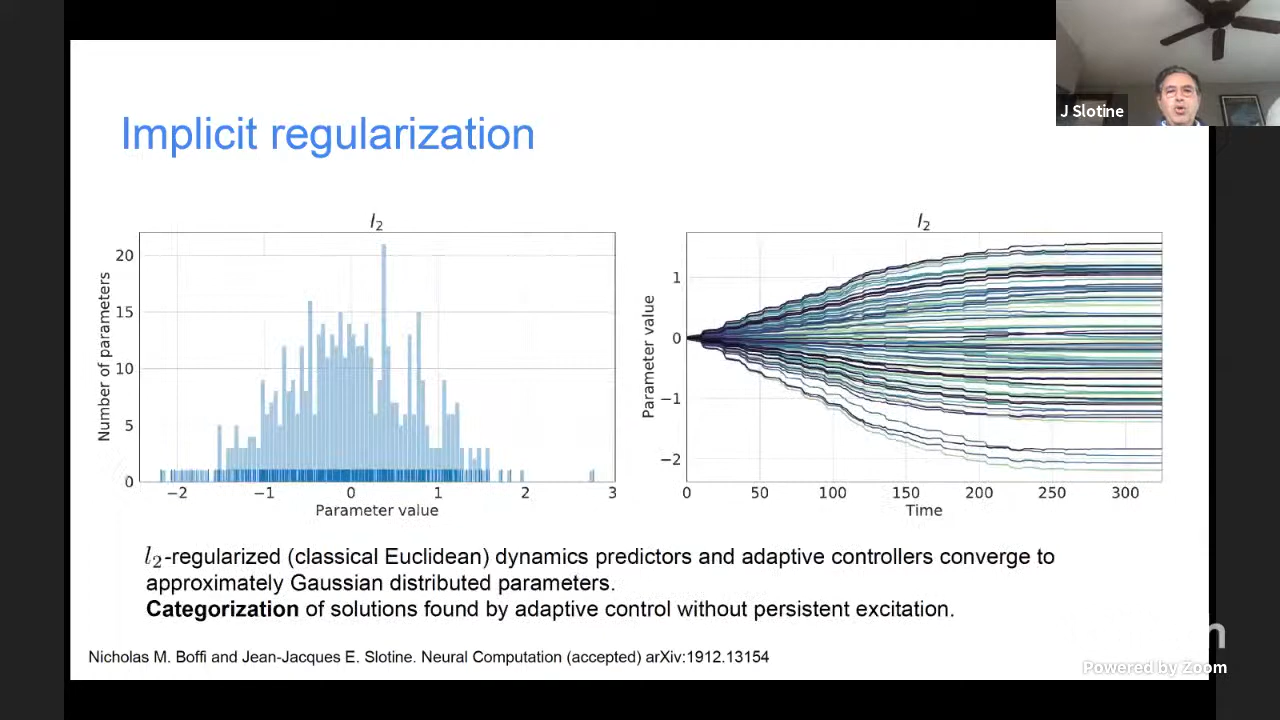 J Slotine
Implicit regularization
l2
Number of parameters
20
15
10
5
0
−2
−1
0
1
2
3
Parameter value
l2
Parameter value
1
0
−1
−2
0
50
100
150
200
250
300
Time
l2-regularized (classical Euclidean) dynamics predictors and adaptive controllers converge to
approximately Gaussian distributed parameters.
Categorization of solutions found by adaptive control without persistent excitation.
Nicholas M. Boffi and Jean-Jacques E. Slotine. Neural Computation (accepted) arXiv:1912.13154
Powered by Zoom